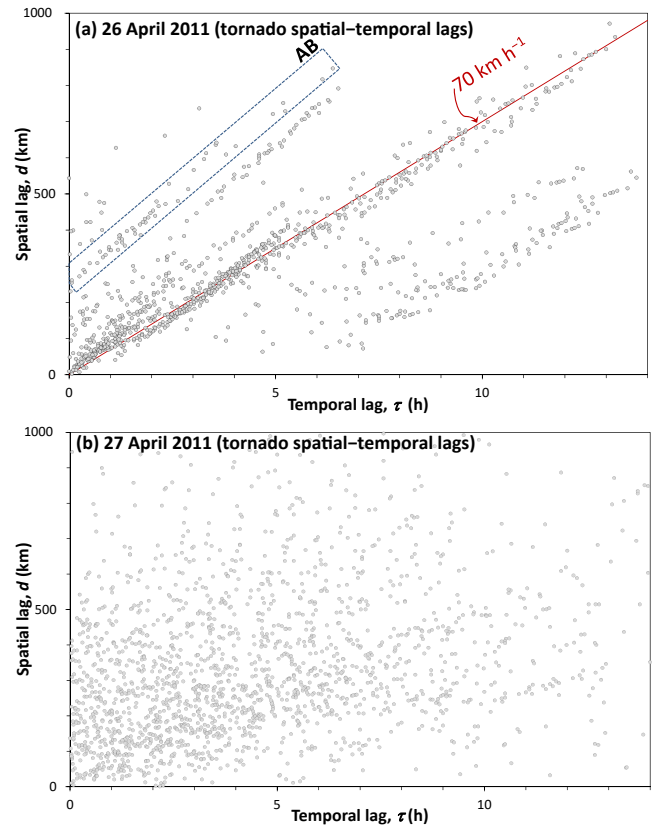 (a) 26 April 2011 (tornado spatial–temporal lags)
AB
70 km h⁻¹
1000
500
0
Spatial lag, d (km)
0
5
10
Temporal lag, τ (h)
(b) 27 April 2011 (tornado spatial–temporal lags)
1000
500
0
Spatial lag, d (km)
0
5
10
Temporal lag, τ (h)